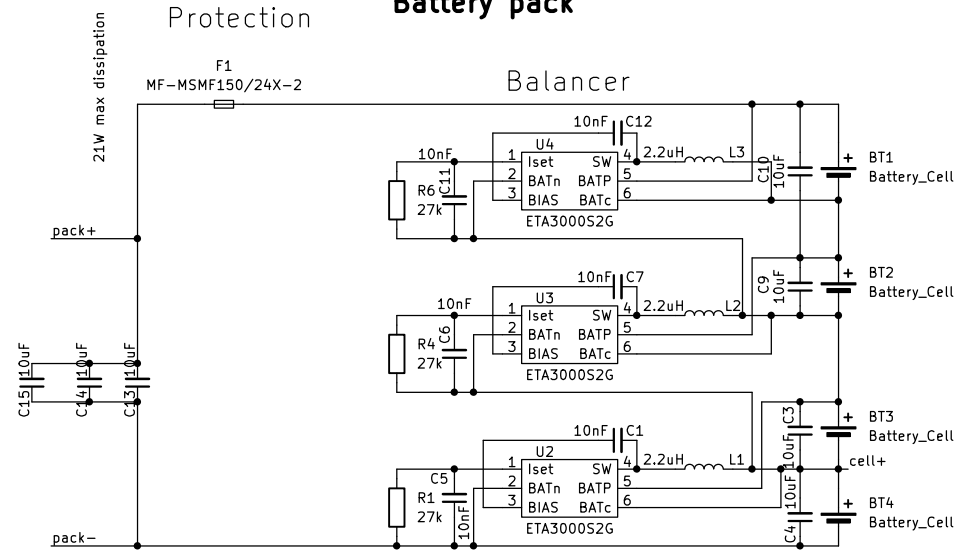 Battery pack
Protection
21W max dissipation
F1
MF-MSMF150/24X-2
Balancer
10nF C12
U4
10nF
1 Iset SW 4 2.2uH L3
2 BATn BATP 5
3 BIAS BATc 6
ETA3000S2G
C11
R6
27k
C10
10uF
+ BT1
Battery_Cell
pack+
10nF C7
U3
10nF
1 Iset SW 4 2.2uH L2
2 BATn BATP 5
3 BIAS BATc 6
ETA3000S2G
C6
R4
27k
C9
10uF
+ BT2
Battery_Cell
C15 10uF
C14 10uF
C13 10uF
10nF C1
U2
1 Iset SW 4 2.2uH L1
2 BATn BATP 5
3 BIAS BATc 6
ETA3000S2G
C5
10nF
R1
27k
C3
10uF
+ BT3
Battery_Cell
cell+
C4
10uF
+ BT4
Battery_Cell
pack-